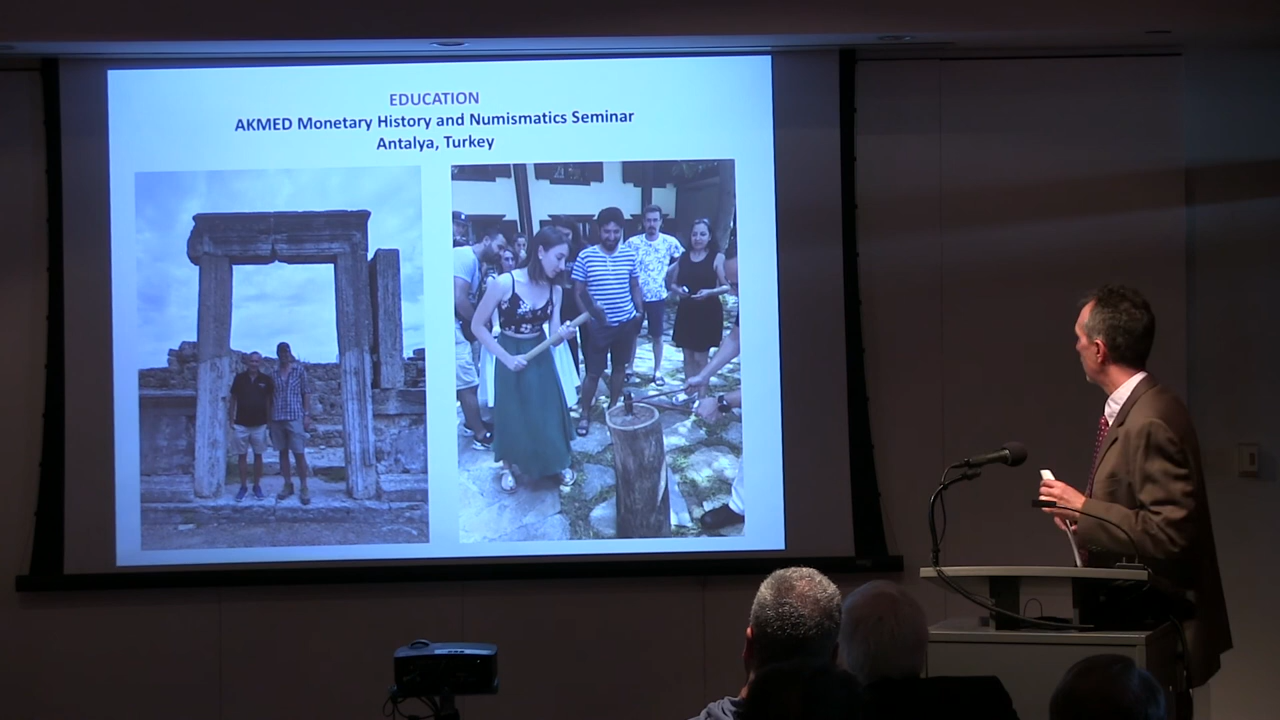 EDUCATION
AKMED Monetary History and Numismatics Seminar
Antalya, Turkey